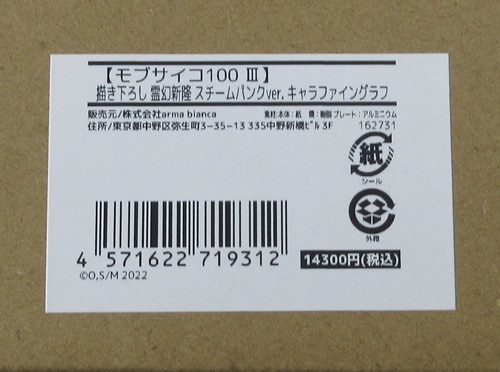 【モブサイコ100 Ⅲ】
描き下ろし 霊幻新隆 スチームパンクver. キャラファイングラフ
販売元/株式会社arma bianca 素材:本体:紙 畳:樹脂 プレート:アルミニウム
住所/東京都中野区弥生町3-35-13 335中野新橋ビル 3F 162731
紙
シール
外箱
4 571622 719312
14300円(税込)
©O,S/M 2022